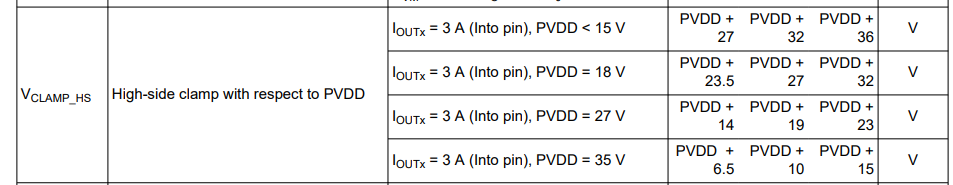 I_OUTx = 3 A (Into pin), PVDD < 15 V PVDD + 27 PVDD + 32 PVDD + 36 V
V_CLAMP_HS High-side clamp with respect to PVDD
I_OUTx = 3 A (Into pin), PVDD = 18 V PVDD + 23.5 PVDD + 27 PVDD + 32 V
I_OUTx = 3 A (Into pin), PVDD = 27 V PVDD + 14 PVDD + 19 PVDD + 23 V
I_OUTx = 3 A (Into pin), PVDD = 35 V PVDD + 6.5 PVDD + 10 PVDD + 15 V